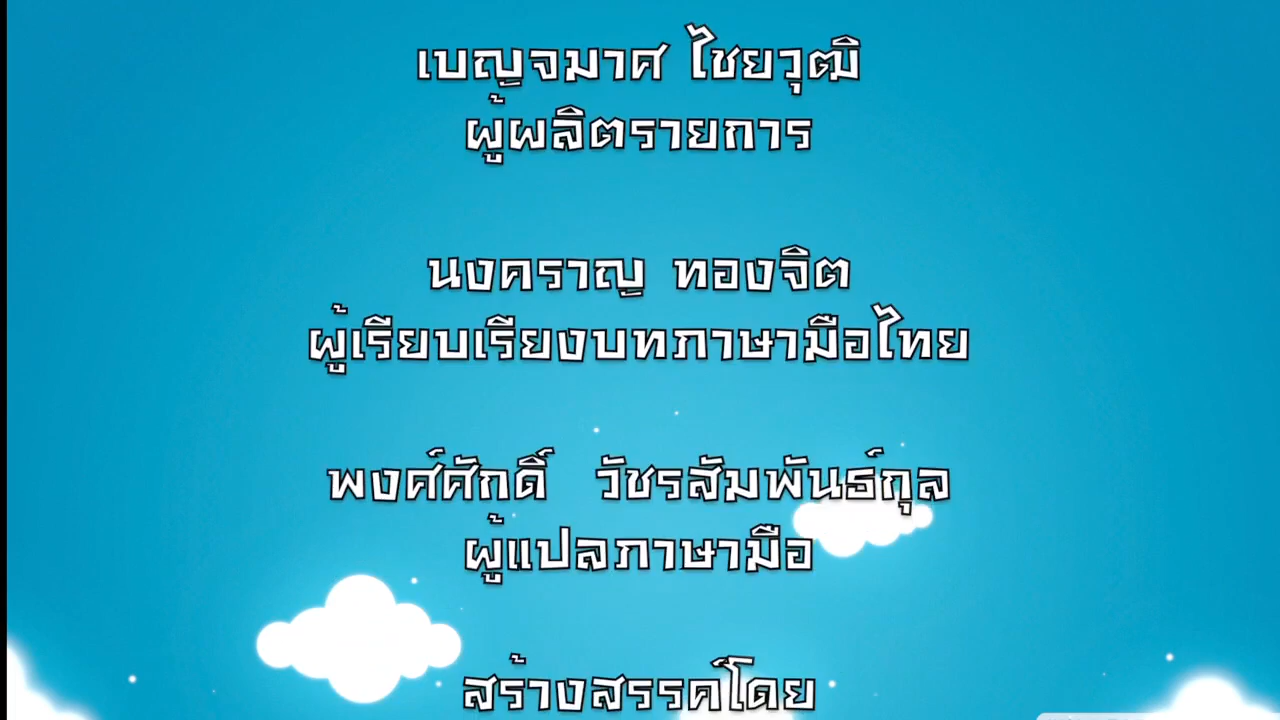 เบญจมาศ ไชยวุฒิ
ผู้ผลิตรายการ
นงคราญ ทองจิต
ผู้เรียบเรียงบทภาษามือไทย
พงศ์ศักดิ์ วัชรสัมพันธ์กุล
ผู้แปลภาษามือ
สร้างสรรค์โดย